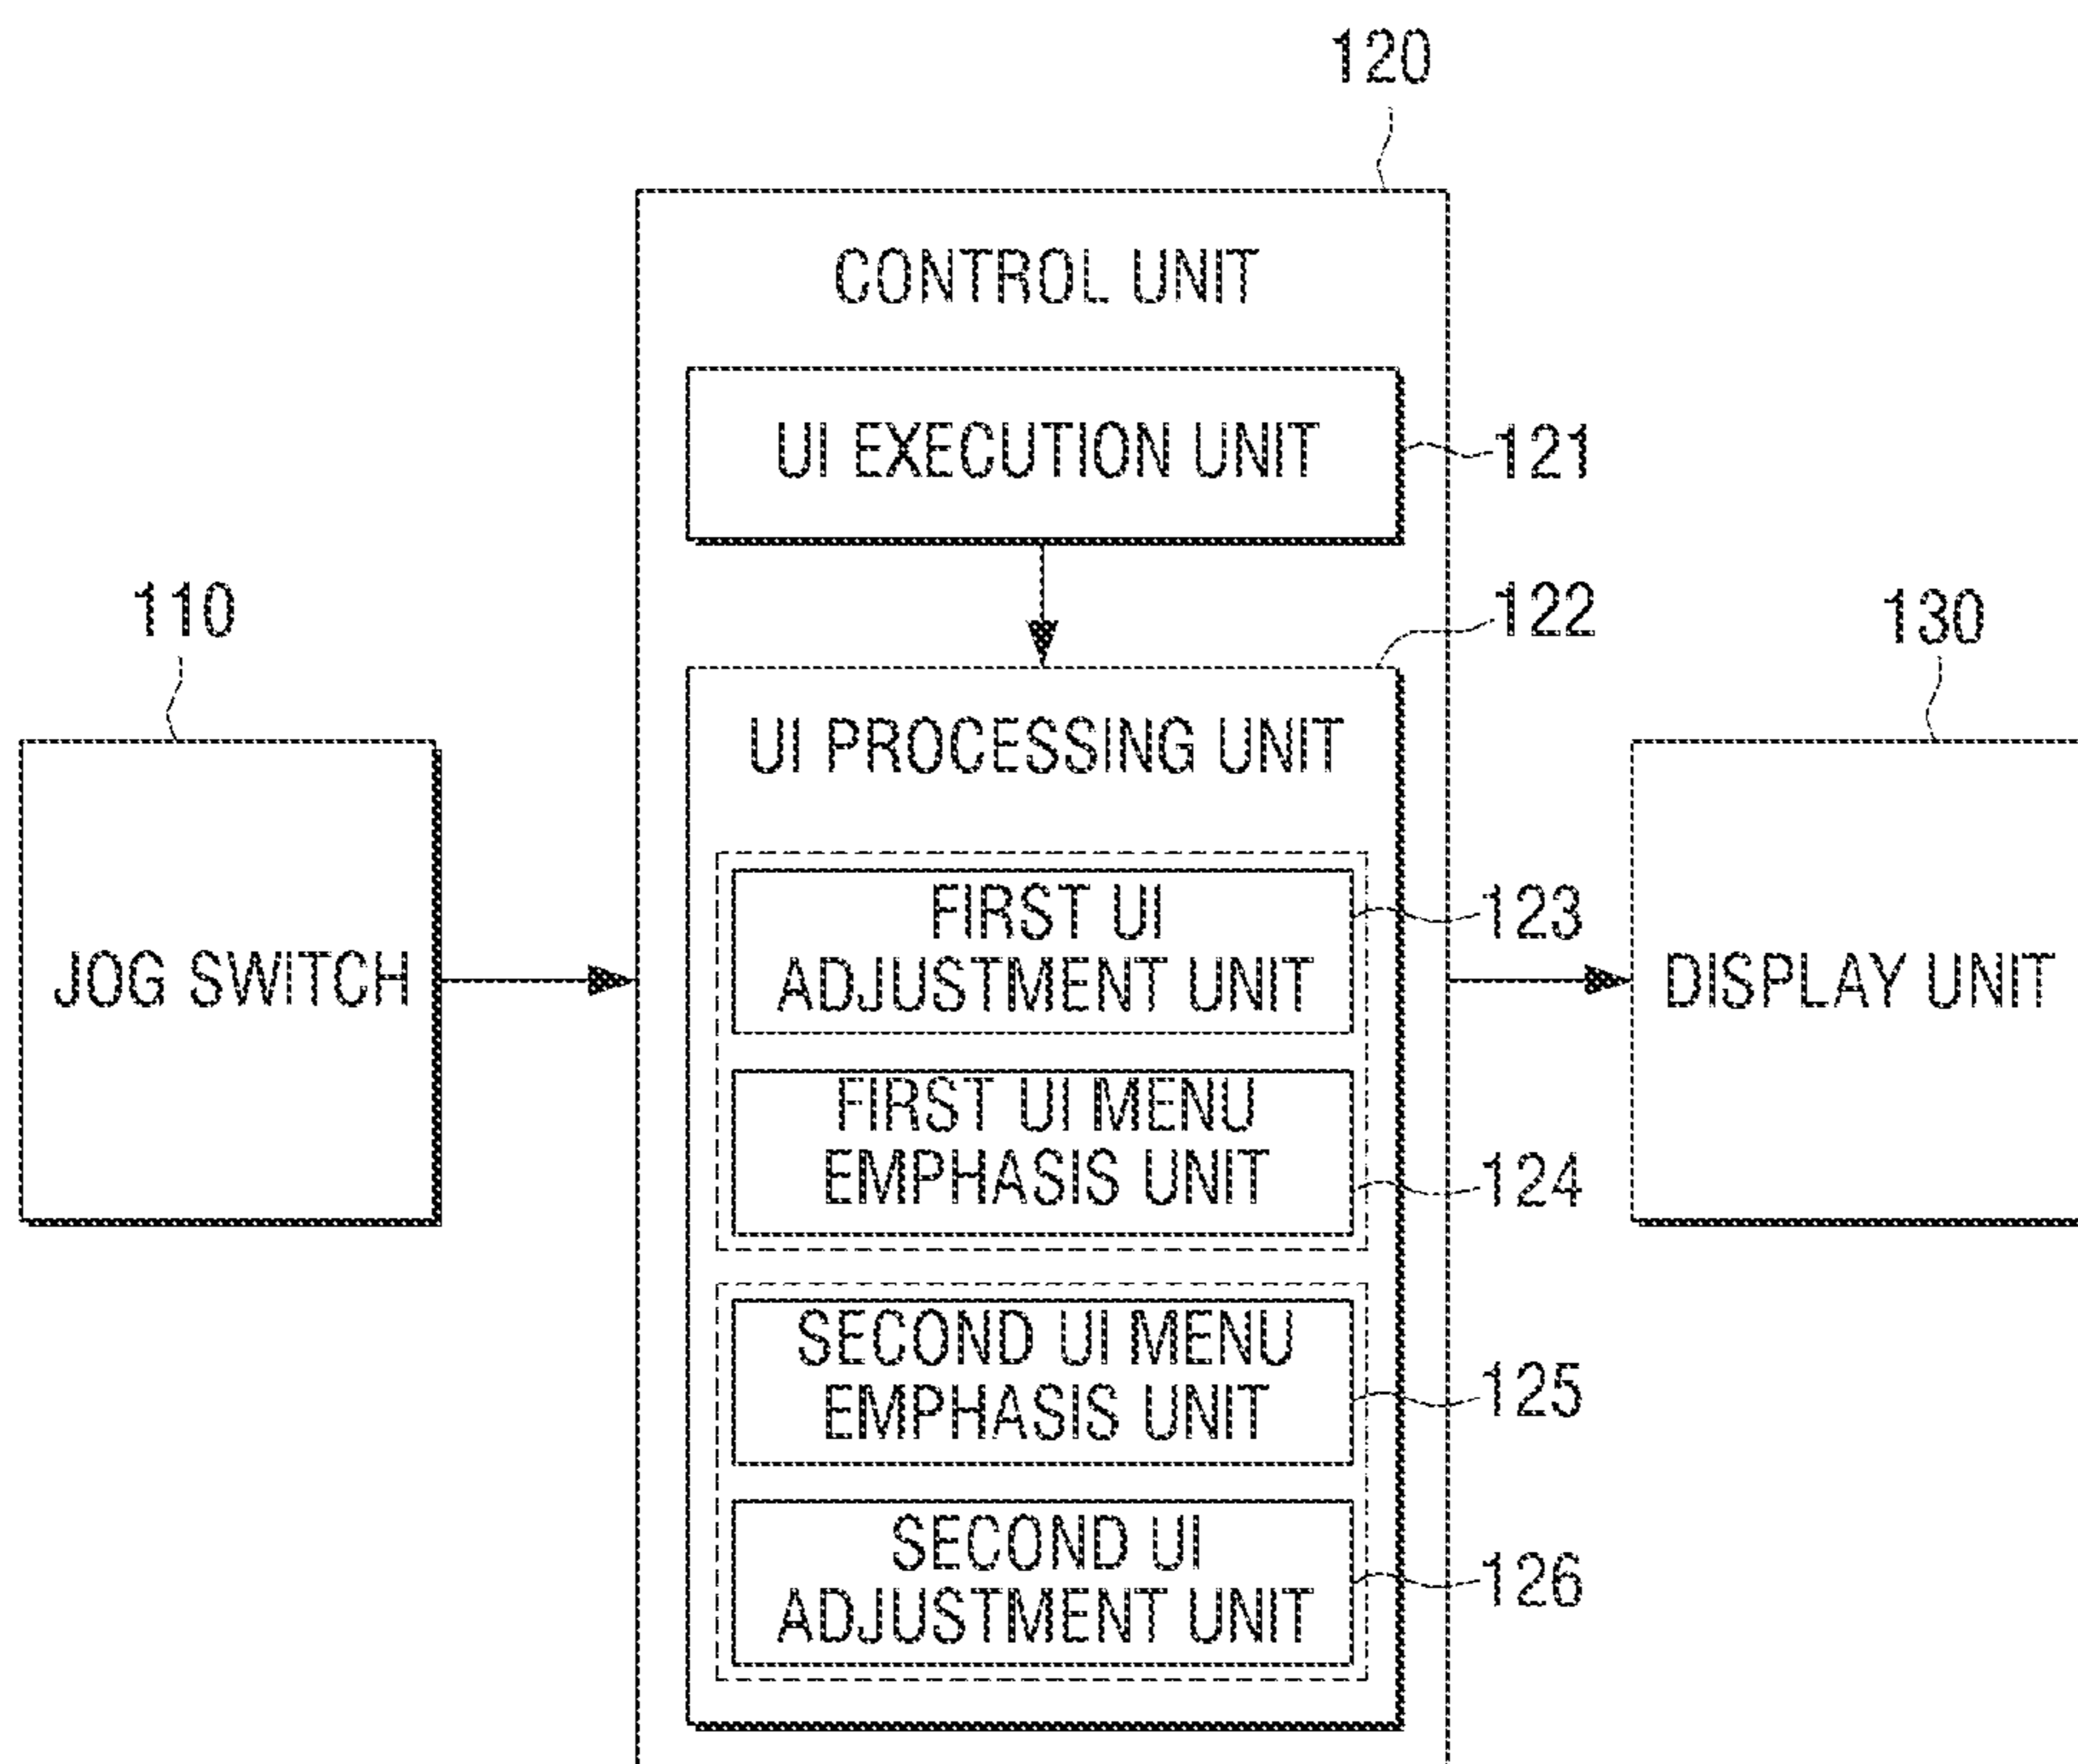 120
CONTROL UNIT
UI EXECUTION UNIT
121
110
122
130
UI PROCESSING UNIT
FIRST UI
ADJUSTMENT UNIT
123
JOG SWITCH
DISPLAY UNIT
FIRST UI MENU
EMPHASIS UNIT
124
SECOND UI MENU
EMPHASIS UNIT
125
SECOND UI
ADJUSTMENT UNIT
126